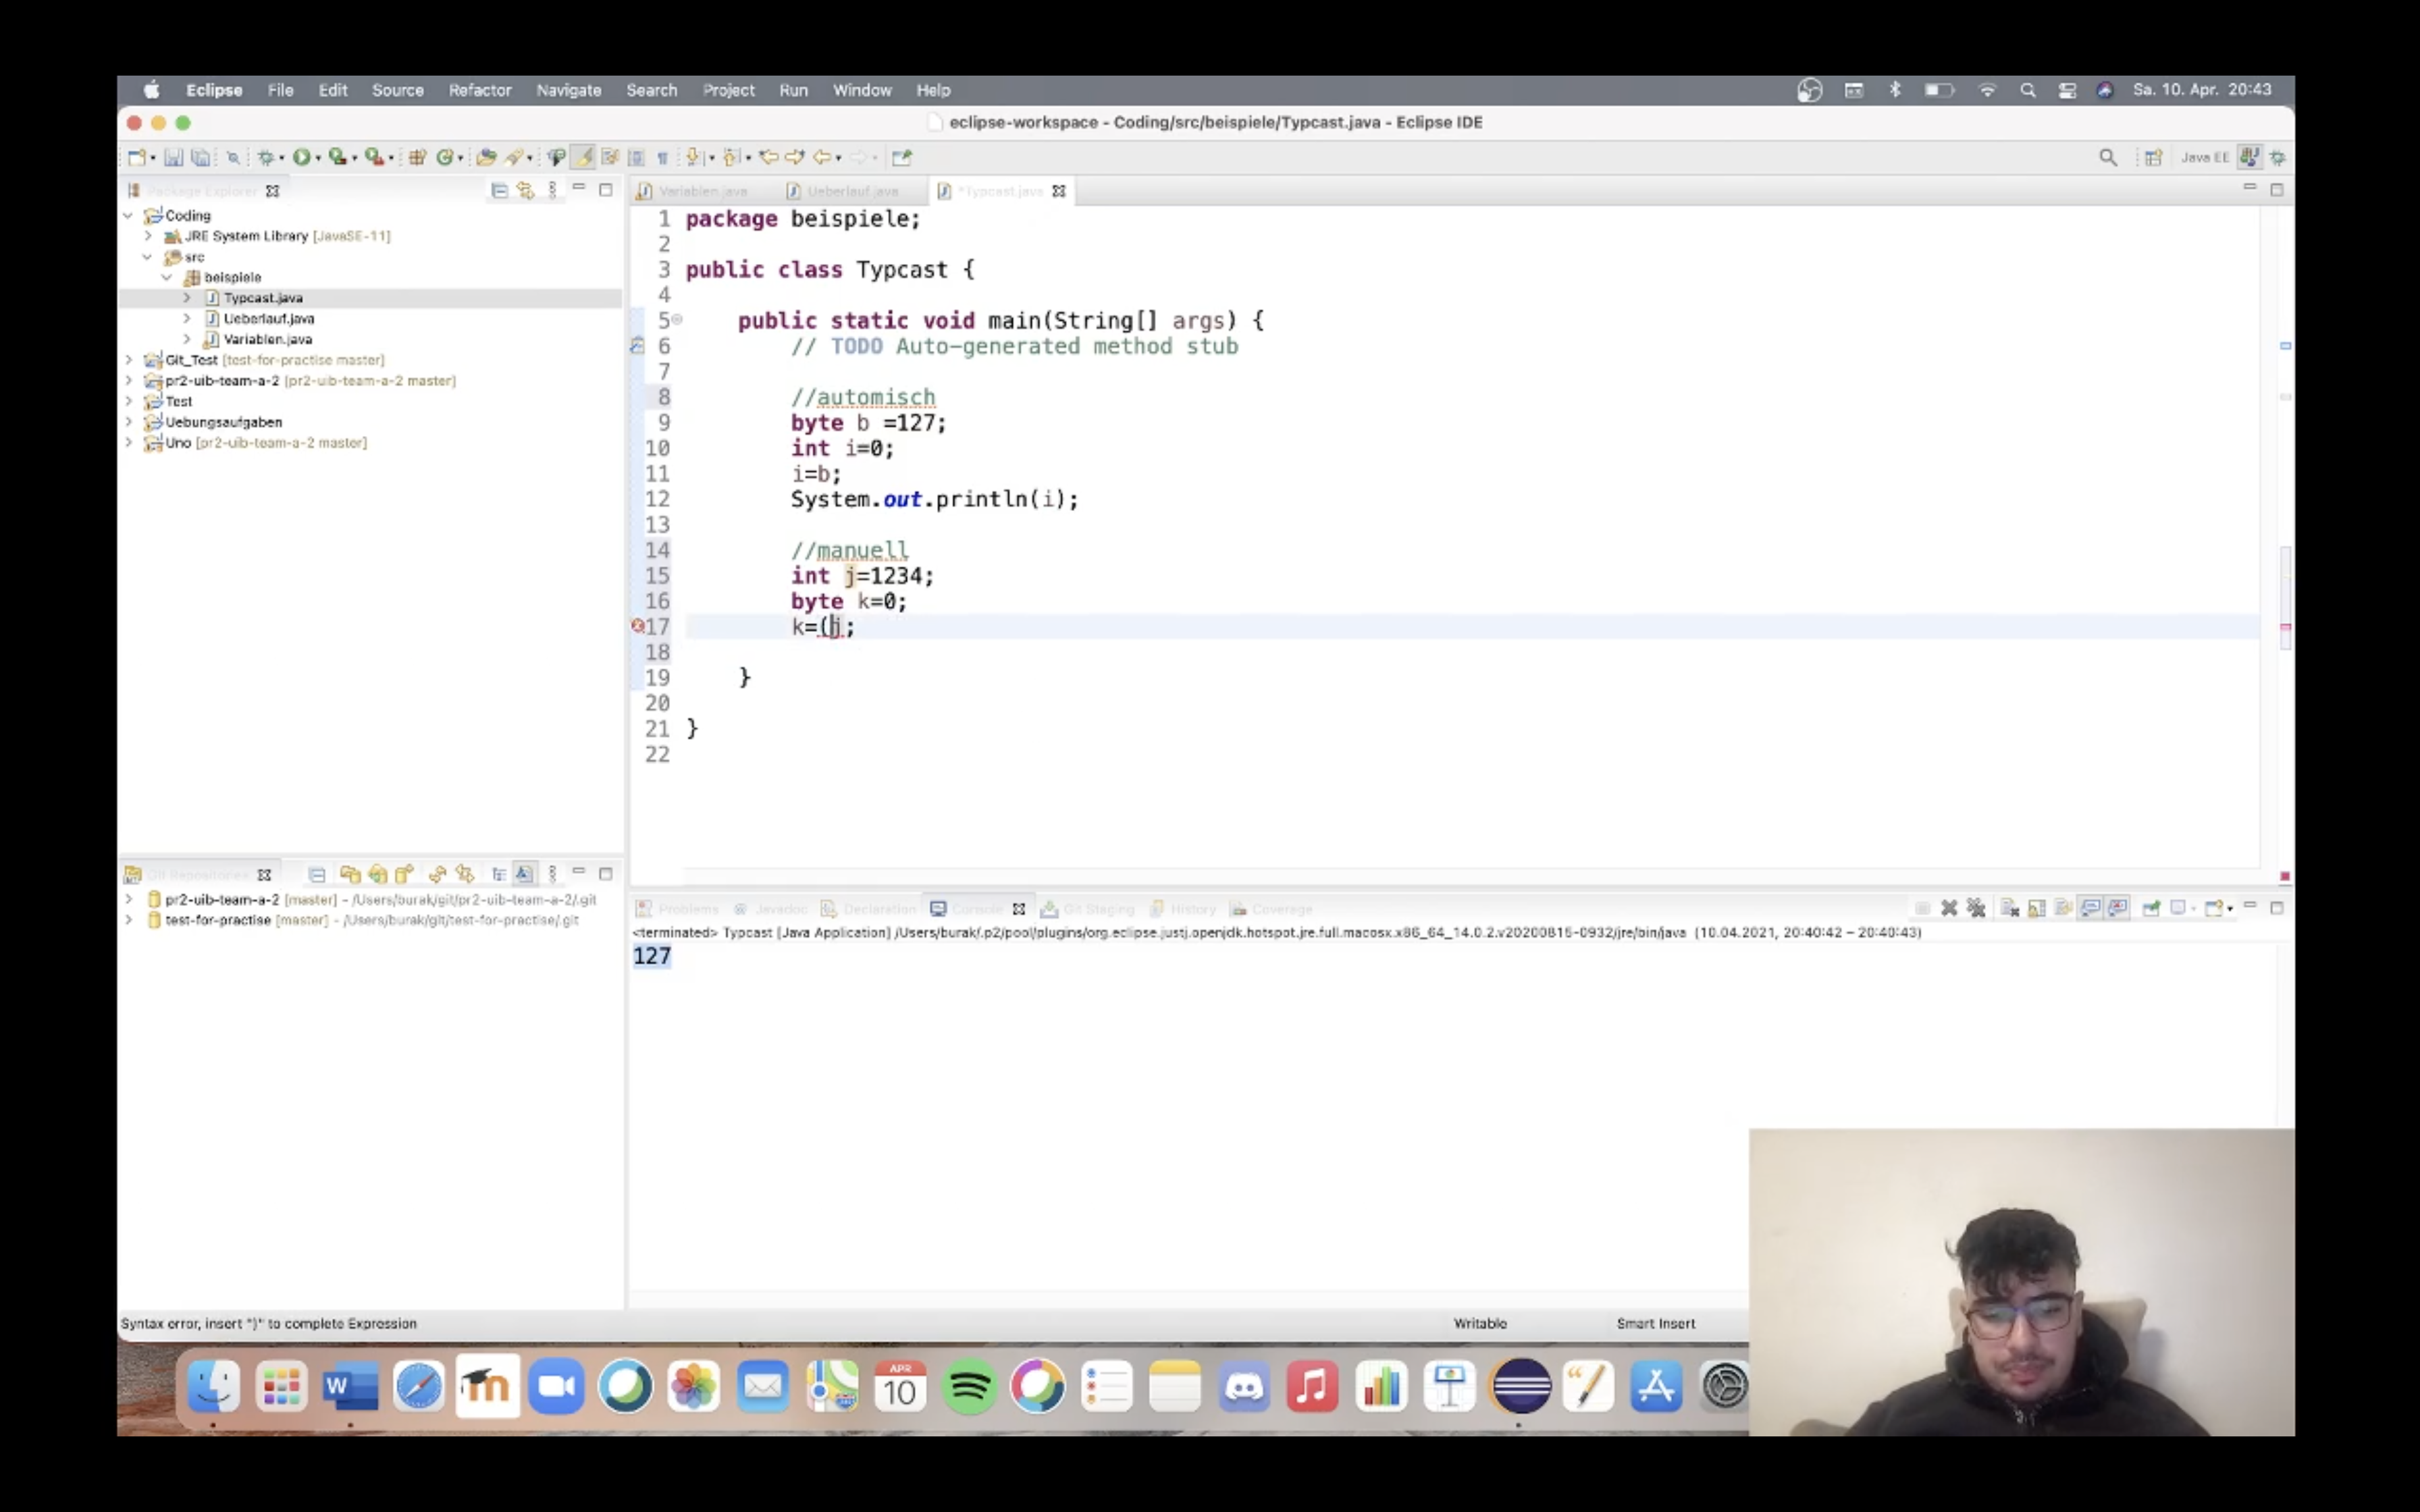 Eclipse File Edit Source Refactor Navigate Search Project Run Window Help Sa. 10. Apr. 20:43
eclipse-workspace - Coding/src/beispiele/Typcast.java - Eclipse IDE
Java EE
Package Explorer
Variablen.java Ueberlauf.java *Typcast.java
Coding
JRE System Library [JavaSE-11]
src
beispiele
Typcast.java
Ueberlauf.java
Variablen.java
Git_Test [test-for-practise master]
pr2-uib-team-a-2 [pr2-uib-team-a-2 master]
Test
Uebungsaufgaben
Uno [pr2-uib-team-a-2 master]
1 package beispiele;
2
3 public class Typcast {
4
5 public static void main(String[] args) {
6 // TODO Auto-generated method stub
7
8 //automisch
9 byte b =127;
10 int i=0;
11 i=b;
12 System.out.println(i);
13
14 //manuell
15 int j=1234;
16 byte k=0;
17 k=(j;
18
19 }
20
21 }
22
Git Repositories
pr2-uib-team-a-2 [master] - /Users/burak/git/pr2-uib-team-a-2/.git
test-for-practise [master] - /Users/burak/git/test-for-practise/.git
Problems Javadoc Declaration Console Git Staging History Coverage
<terminated> Typcast [Java Application] /Users/burak/.p2/pool/plugins/org.eclipse.justj.openjdk.hotspot.jre.full.macosx.x86_64_14.0.2.v20200815-0932/jre/bin/java (10.04.2021, 20:40:42 – 20:40:43)
127
Syntax error, insert ")" to complete Expression
Writable
Smart Insert
W
m
APR
10